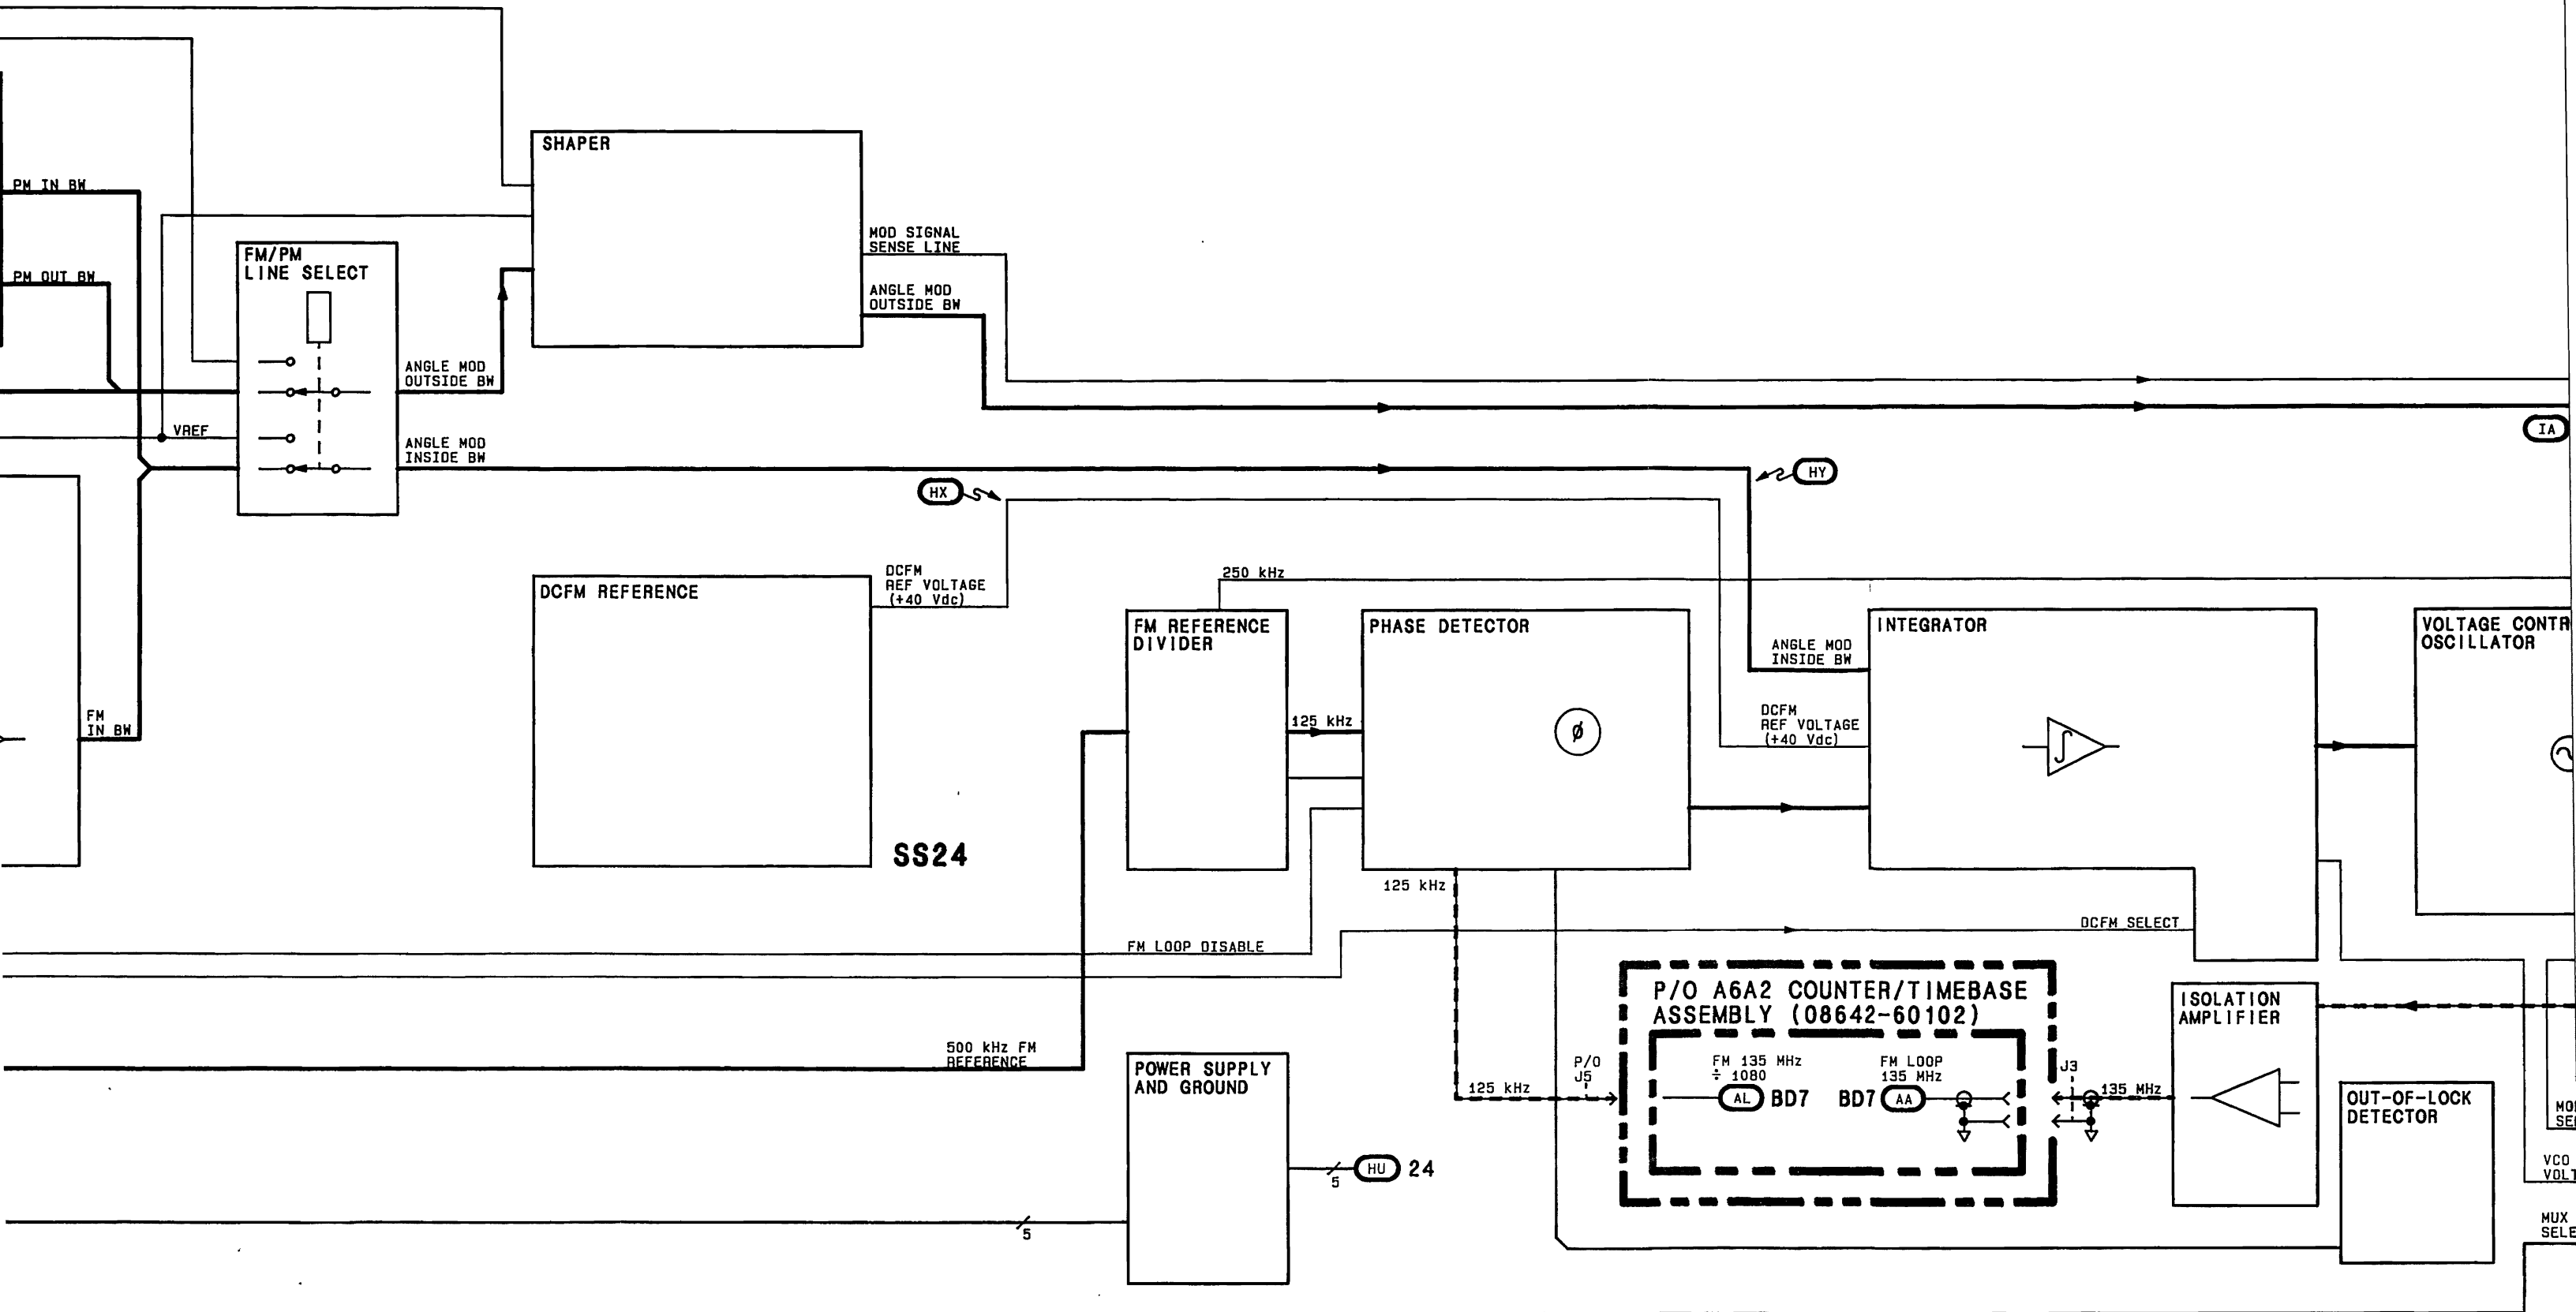 SHAPER
PM IN BW
MOD SIGNAL
SENSE LINE
FM/PM
LINE SELECT
PM OUT BW
ANGLE MOD
OUTSIDE BW
ANGLE MOD
OUTSIDE BW
VREF
ANGLE MOD
INSIDE BW
IA
HX
HY
DCFM REFERENCE
DCFM
REF VOLTAGE
(+40 Vdc)
250 kHz
FM REFERENCE
DIVIDER
PHASE DETECTOR
ANGLE MOD
INSIDE BW
INTEGRATOR
VOLTAGE CONTR
OSCILLATOR
FM
IN BW
125 kHz
ø
DCFM
REF VOLTAGE
(+40 Vdc)
∫
SS24
125 kHz
DCFM SELECT
FM LOOP DISABLE
P/O A6A2 COUNTER/TIMEBASE
ASSEMBLY (08642-60102)
ISOLATION
AMPLIFIER
500 kHz FM
REFERENCE
POWER SUPPLY
AND GROUND
125 kHz
P/O
J5
FM 135 MHz
÷ 1080
AL BD7
FM LOOP
135 MHz
BD7 AA
J3
135 MHz
OUT-OF-LOCK
DETECTOR
MO
SE
5
HU 24
VCO
VOLT
5
MUX
SELE